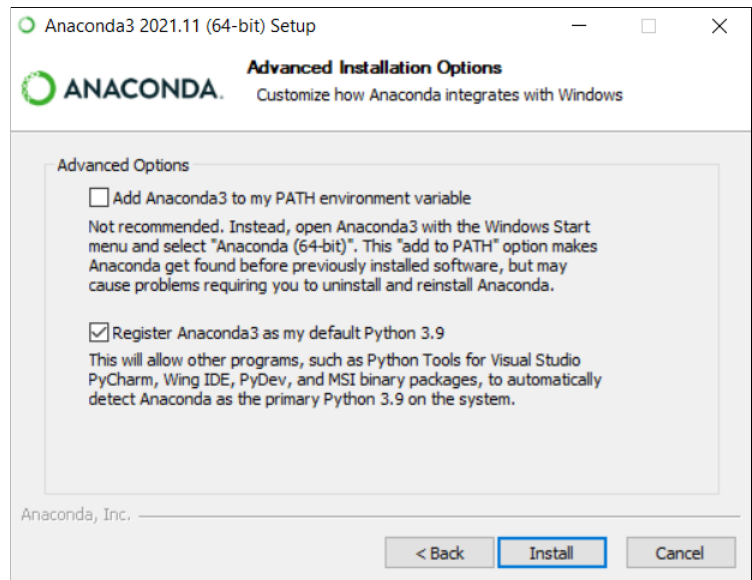 Anaconda3 2021.11 (64-bit) Setup
ANACONDA.
Advanced Installation Options
Customize how Anaconda integrates with Windows
Advanced Options
Add Anaconda3 to my PATH environment variable
Not recommended. Instead, open Anaconda3 with the Windows Start
menu and select "Anaconda (64-bit)". This "add to PATH" option makes
Anaconda get found before previously installed software, but may
cause problems requiring you to uninstall and reinstall Anaconda.
Register Anaconda3 as my default Python 3.9
This will allow other programs, such as Python Tools for Visual Studio
PyCharm, Wing IDE, PyDev, and MSI binary packages, to automatically
detect Anaconda as the primary Python 3.9 on the system.
Anaconda, Inc.
< Back Install Cancel